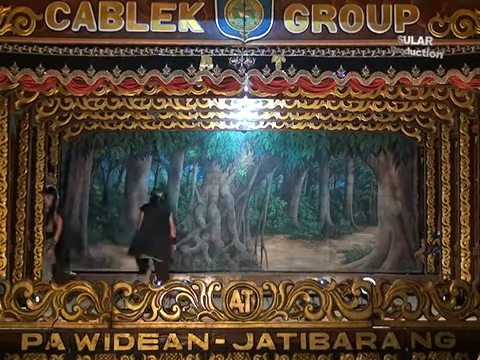 CABLEK GROUP
SULAR
Production
AT
PAWIDEAN-JATIBARANG